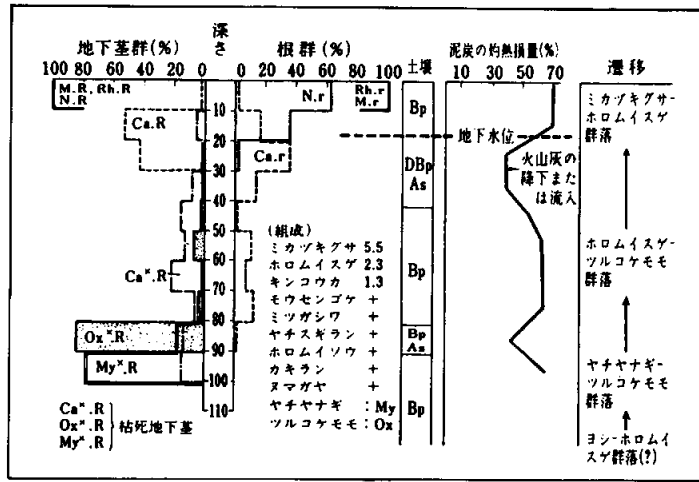 地下茎群(%)
深さ
根群(%)
土壌
泥炭の灼熱損量(%)
遷移
100 80 60 40 20 0
0 20 40 60 80 100
10 30 50 70
M.R, Rh.R
N.R
Ca.R
Ca×.R
Ox×.R
My×.R
10
20
30
40
50
60
70
80
90
100
110
N.r
Rh.r
M.r
Ca.r
(組成)
ミカヅキグサ 5.5
ホロムイスゲ 2.3
キンコウカ 1.3
モウセンゴケ +
ミツガシワ +
ヤチスギラン +
ホロムイソウ +
カキラン +
ヌマガヤ +
ヤチヤナギ : My
ツルコケモモ : Ox
Bp
DBp
As
Bp
Bp
As
Bp
地下水位
火山灰の
降下また
は流入
ミカヅキグサ-
ホロムイスゲ
群落
ホロムイスゲー
ツルコケモモ
群落
ヤチヤナギー
ツルコケモモ
群落
ヨシーホロムイ
スゲ群落(?)
Ca×.R
Ox×.R
My×.R
枯死地下茎